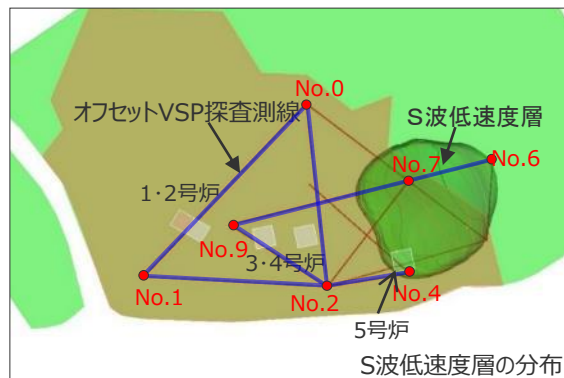 No.0
オフセットVSP探査測線
S波低速度層
No.6
No.7
1･2号炉
No.9
3･4号炉
No.1
No.2
No.4
5号炉
S波低速度層の分布